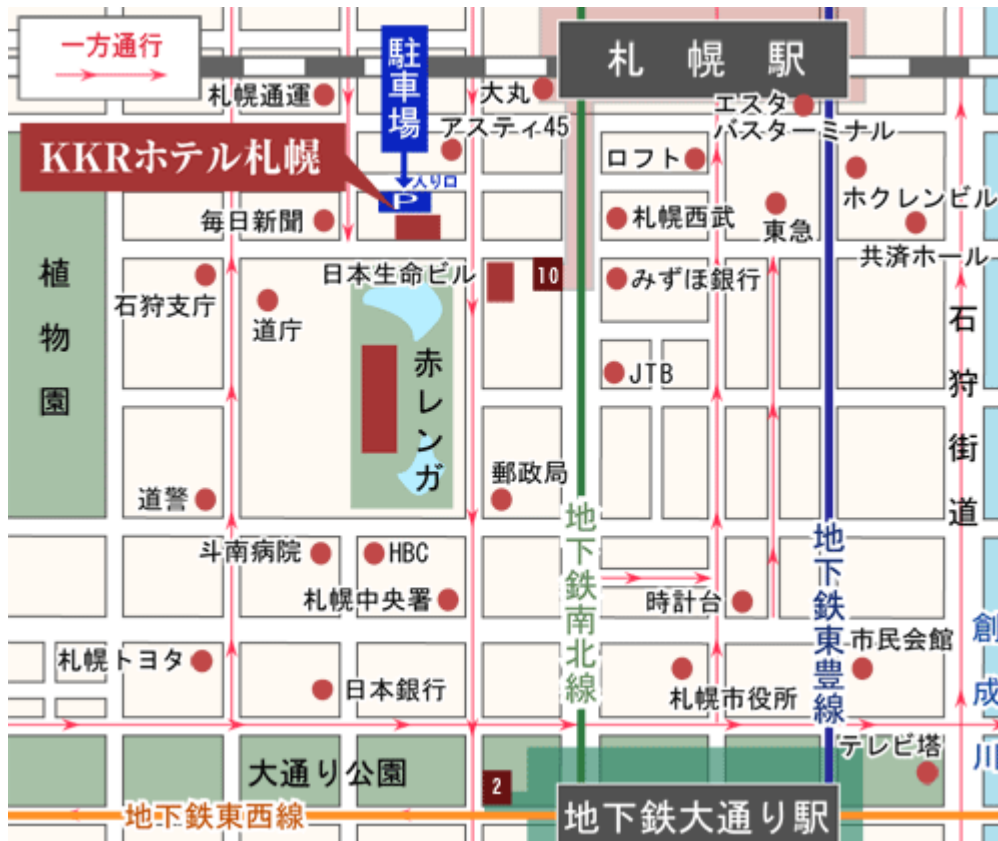 一方通行
駐車場
札幌駅
札幌通運
大丸
エスタ
バスターミナル
アスティ45
KKRホテル札幌
ロフト
入り口
P
ホクレンビル
毎日新聞
札幌西武
東急
共済ホール
植物園
石狩支庁
道庁
日本生命ビル
10
みずほ銀行
石狩街道
赤レンガ
JTB
道警
郵政局
地下鉄南北線
地下鉄東豊線
斗南病院
HBC
札幌中央署
時計台
札幌トヨタ
日本銀行
札幌市役所
市民会館
創成川
大通り公園
2
テレビ塔
地下鉄東西線
地下鉄大通り駅